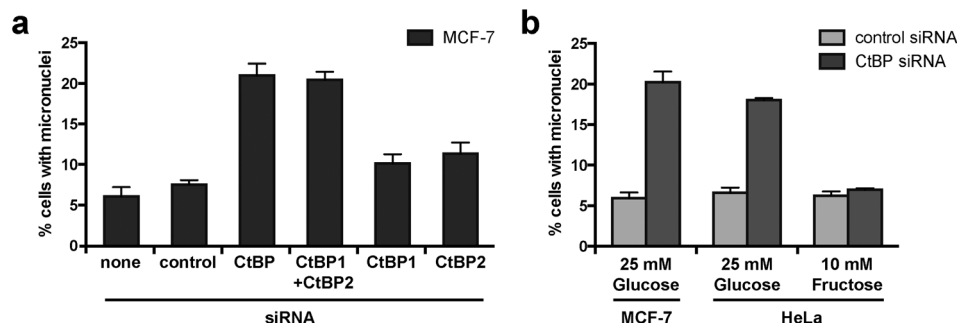 a
MCF-7
% cells with micronuclei
25
20
15
10
5
0
none control CtBP CtBP1 CtBP1 CtBP2
+CtBP2
siRNA
b
control siRNA
CtBP siRNA
% cells with micronuclei
25
20
15
10
5
0
25 mM 25 mM 10 mM
Glucose Glucose Fructose
MCF-7 HeLa